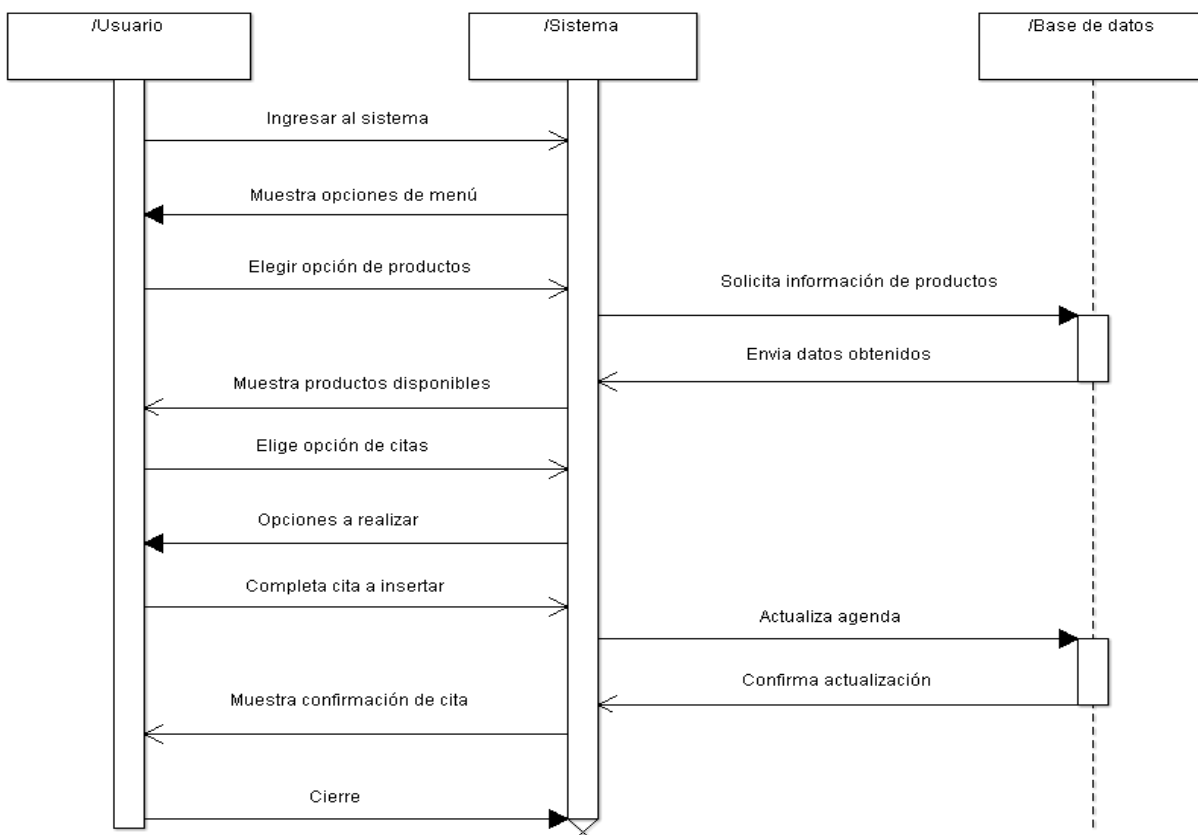 /Usuario
/Sistema
/Base de datos
Ingresar al sistema
Muestra opciones de menú
Elegir opción de productos
Solicita información de productos
Envia datos obtenidos
Muestra productos disponibles
Elige opción de citas
Opciones a realizar
Completa cita a insertar
Actualiza agenda
Confirma actualización
Muestra confirmación de cita
Cierre